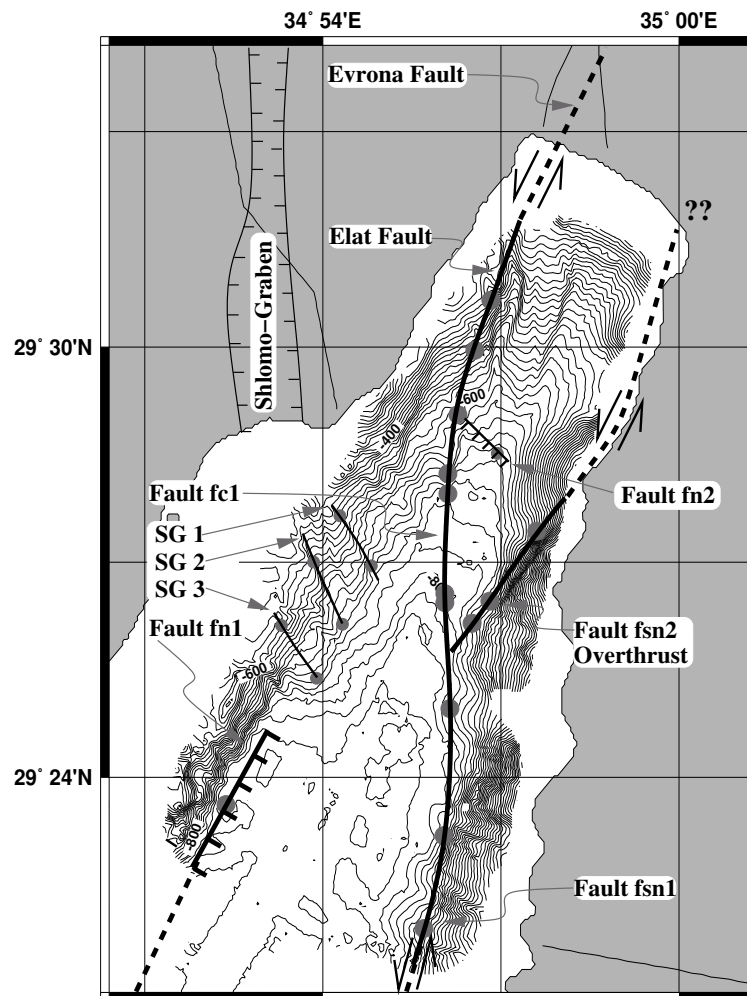 34° 54'E
35° 00'E
Evrona Fault
??
Elat Fault
29° 30'N
Shlomo-Graben
-600
-400
Fault fc1
Fault fn2
SG 1
SG 2
SG 3
Fault fn1
Fault fsn2
Overthrust
-600
29° 24'N
-800
Fault fsn1